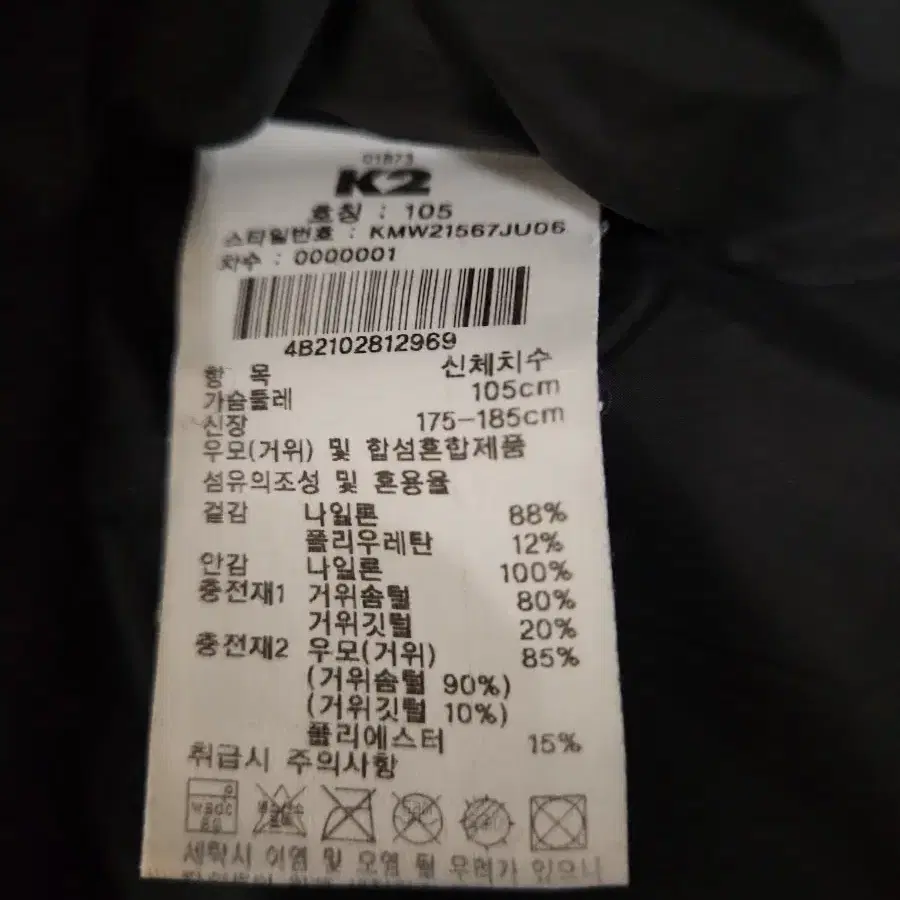 01873
K2
호칭 : 105
스타일번호 : KMW21567JU06
차수 : 0000001
4B2102812969
항 목 신체치수
가슴둘레 105cm
신장 175-185cm
우모(거위) 및 합섬혼합제품
섬유의조성 및 혼용율
겉감 나일론 88%
폴리우레탄 12%
안감 나일론 100%
충전재1 거위솜털 80%
거위깃털 20%
충전재2 우모(거위) 85%
(거위솜털 90%)
(거위깃털 10%)
폴리에스터 15%
취급시 주의사항
세탁시 이염 및 오염 될 우려가 있으니